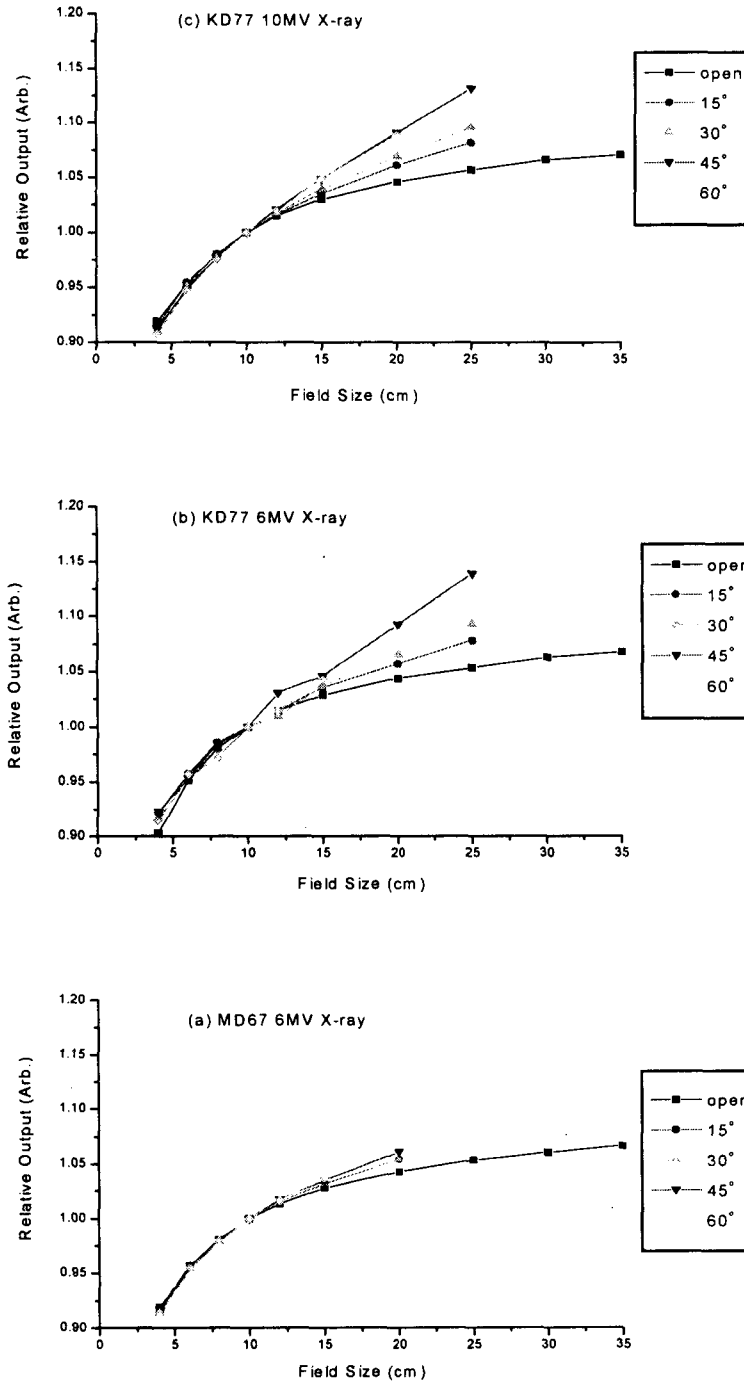 (c) KD77 10MV X-ray
Relative Output (Arb.)
1.20
1.15
1.10
1.05
1.00
0.95
0.90
0 5 10 15 20 25 30 35
Field Size (cm)
open
15°
30°
45°
60°
(b) KD77 6MV X-ray
Relative Output (Arb.)
1.20
1.15
1.10
1.05
1.00
0.95
0.90
0 5 10 15 20 25 30 35
Field Size (cm)
open
15°
30°
45°
60°
(a) MD67 6MV X-ray
Relative Output (Arb.)
1.20
1.15
1.10
1.05
1.00
0.95
0.90
0 5 10 15 20 25 30 35
Field Size (cm)
open
15°
30°
45°
60°